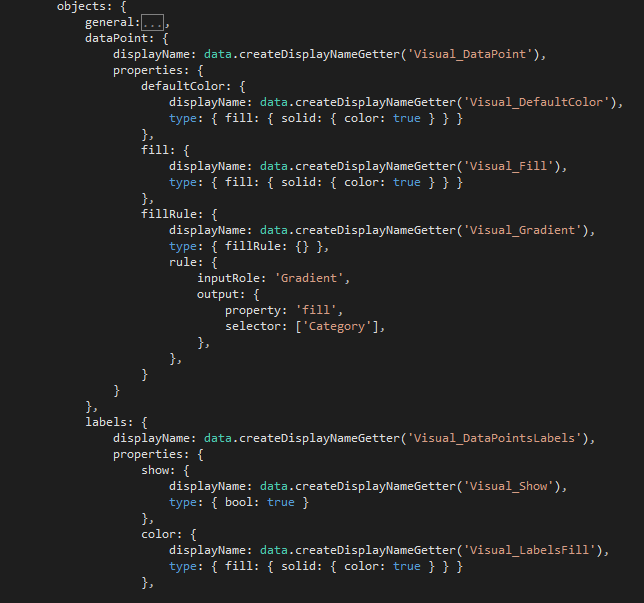 objects: {
    general:...,
    dataPoint: {
        displayName: data.createDisplayNameGetter('Visual_DataPoint'),
        properties: {
            defaultColor: {
                displayName: data.createDisplayNameGetter('Visual_DefaultColor'),
                type: { fill: { solid: { color: true } } }
            },
            fill: {
                displayName: data.createDisplayNameGetter('Visual_Fill'),
                type: { fill: { solid: { color: true } } }
            },
            fillRule: {
                displayName: data.createDisplayNameGetter('Visual_Gradient'),
                type: { fillRule: {} },
                rule: {
                    inputRole: 'Gradient',
                    output: {
                        property: 'fill',
                        selector: ['Category'],
                    },
                },
            }
        }
    },
    labels: {
        displayName: data.createDisplayNameGetter('Visual_DataPointsLabels'),
        properties: {
            show: {
                displayName: data.createDisplayNameGetter('Visual_Show'),
                type: { bool: true }
            },
            color: {
                displayName: data.createDisplayNameGetter('Visual_LabelsFill'),
                type: { fill: { solid: { color: true } } }
            },